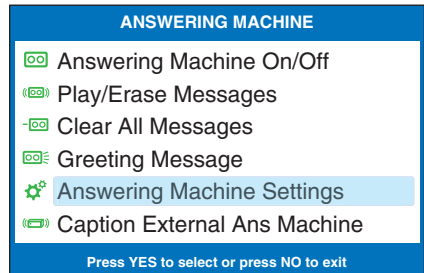 ANSWERING MACHINE
Answering Machine On/Off
Play/Erase Messages
Clear All Messages
Greeting Message
Answering Machine Settings
Caption External Ans Machine
Press YES to select or press NO to exit